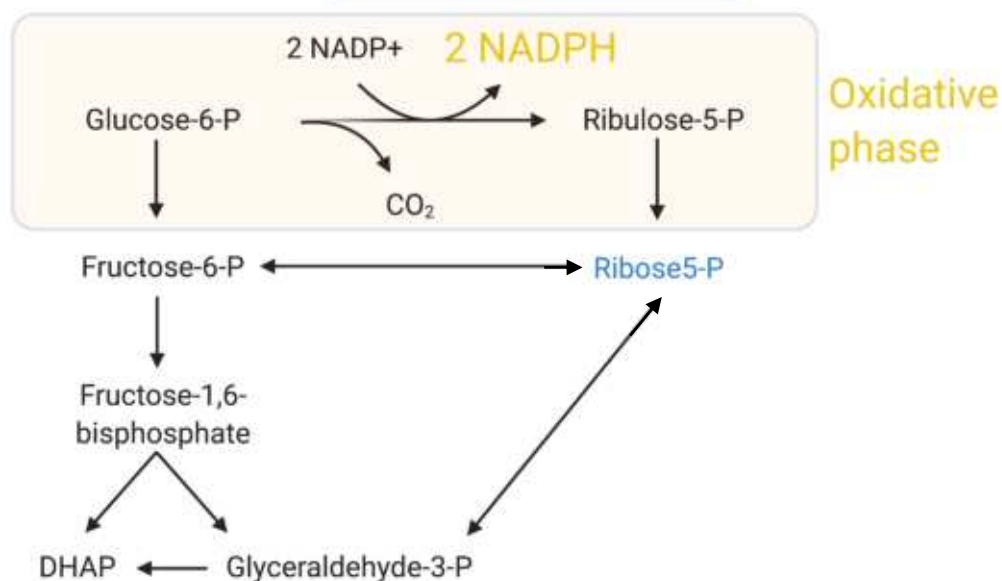 2 NADP+ 2 NADPH
Oxidative
phase
Glucose-6-P Ribulose-5-P
CO₂
Fructose-6-P Ribose5-P
Fructose-1,6-
bisphosphate
DHAP Glyceraldehyde-3-P